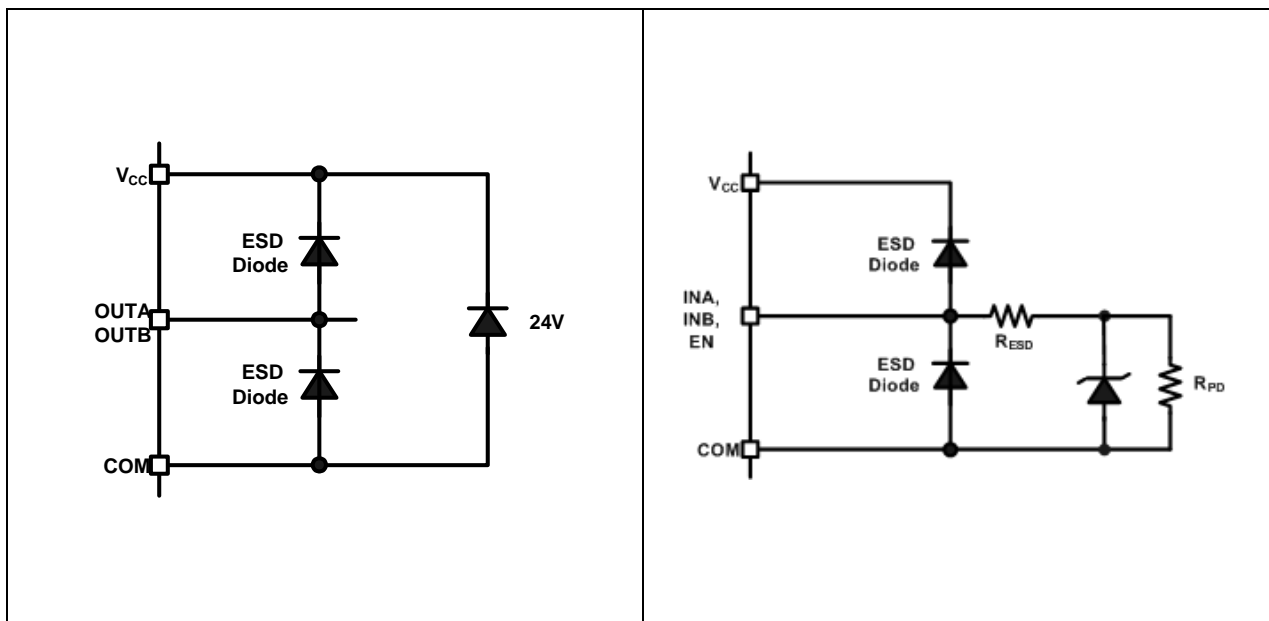 VCC
ESD
Diode
OUTA
OUTB
24V
ESD
Diode
COM
VCC
ESD
Diode
INA,
INB,
EN
RESD
ESD
Diode
RPD
COM